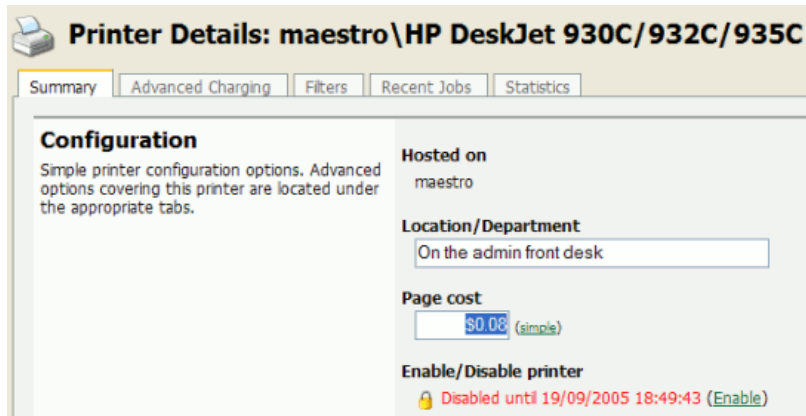 Printer Details: maestro\HP DeskJet 930C/932C/935C
Summary Advanced Charging Filters Recent Jobs Statistics
Configuration
Simple printer configuration options. Advanced
options covering this printer are located under
the appropriate tabs.
Hosted on
maestro
Location/Department
On the admin front desk
Page cost
$0.08 (simple)
Enable/Disable printer
Disabled until 19/09/2005 18:49:43 (Enable)